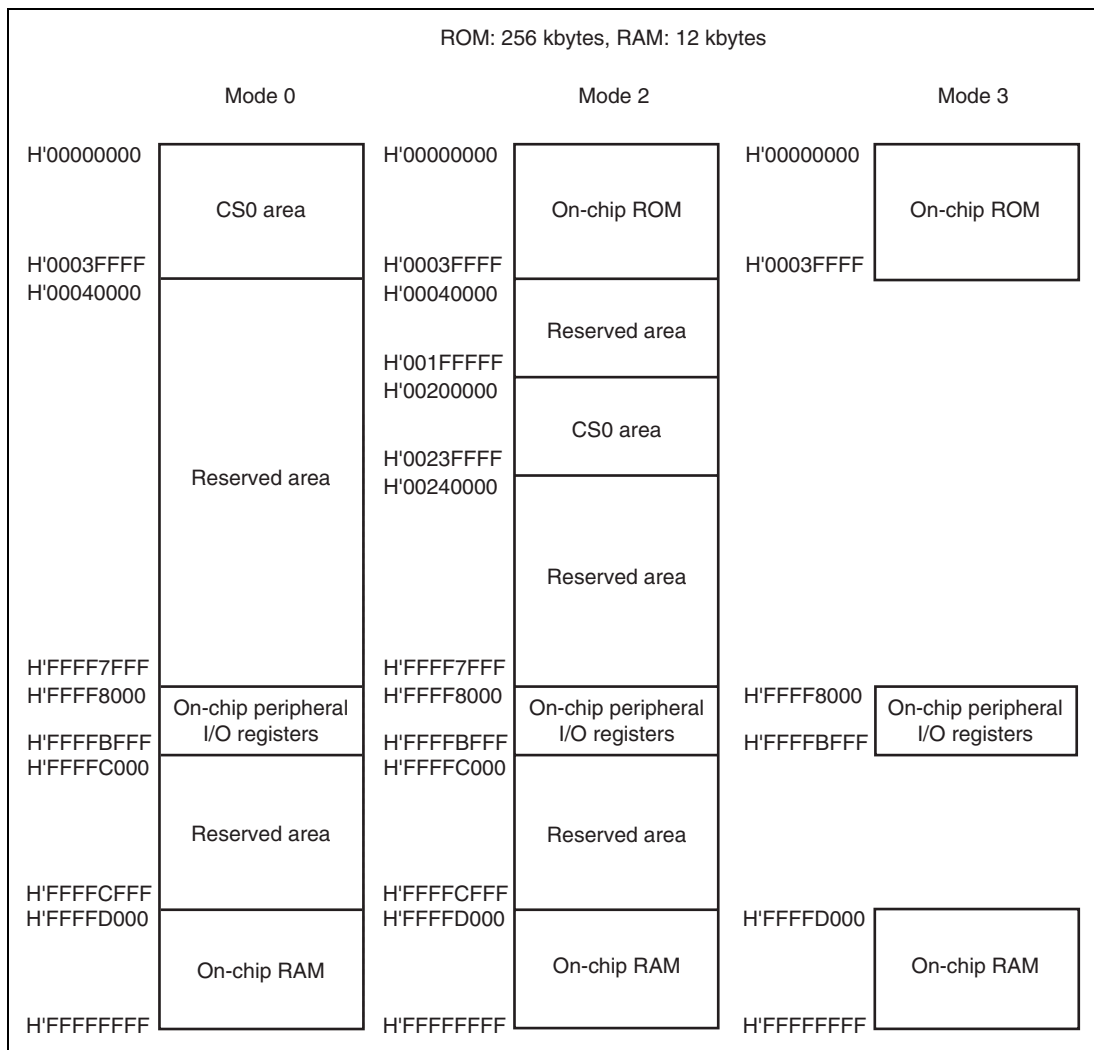 ROM: 256 kbytes, RAM: 12 kbytes
Mode 0
Mode 2
Mode 3
H'00000000
CS0 area
H'0003FFFF
H'00040000
Reserved area
H'FFFF7FFF
H'FFFF8000
On-chip peripheral
I/O registers
H'FFFFBFFF
H'FFFFC000
Reserved area
H'FFFFCFFF
H'FFFFD000
On-chip RAM
H'FFFFFFFF
H'00000000
On-chip ROM
H'0003FFFF
H'00040000
Reserved area
H'001FFFFF
H'00200000
CS0 area
H'0023FFFF
H'00240000
Reserved area
H'FFFF7FFF
H'FFFF8000
On-chip peripheral
I/O registers
H'FFFFBFFF
H'FFFFC000
Reserved area
H'FFFFCFFF
H'FFFFD000
On-chip RAM
H'FFFFFFFF
H'00000000
On-chip ROM
H'0003FFFF
H'FFFF8000
On-chip peripheral
I/O registers
H'FFFFBFFF
H'FFFFD000
On-chip RAM
H'FFFFFFFF